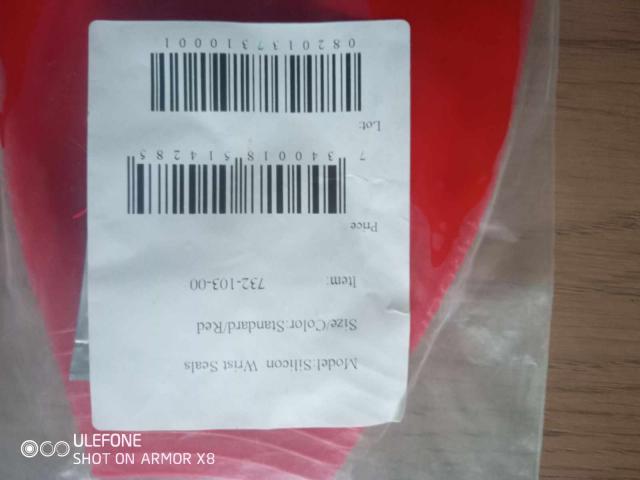 Model:Silicon Wrist Seals
Size/Color:Standard/Red
Item: 732-103-00
Price
7 340018 514285
Lot:
0820137310001
ULEFONE
SHOT ON ARMOR X8